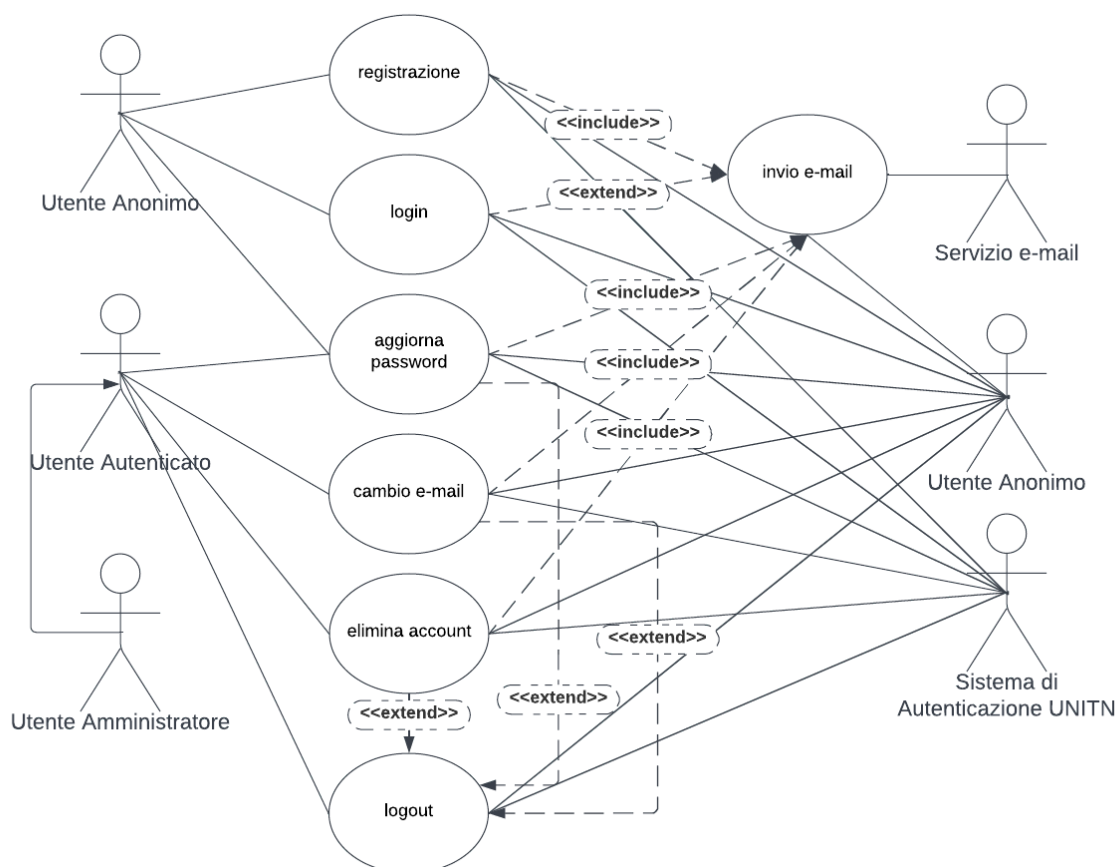 registrazione
<<include>>
invio e-mail
<<extend>>
Utente Anonimo
login
Servizio e-mail
<<include>>
aggiorna
password
<<include>>
<<include>>
Utente Autenticato
cambio e-mail
Utente Anonimo
elimina account
<<extend>>
Sistema di
Autenticazione UNITN
<<extend>>
<<extend>>
Utente Amministratore
logout